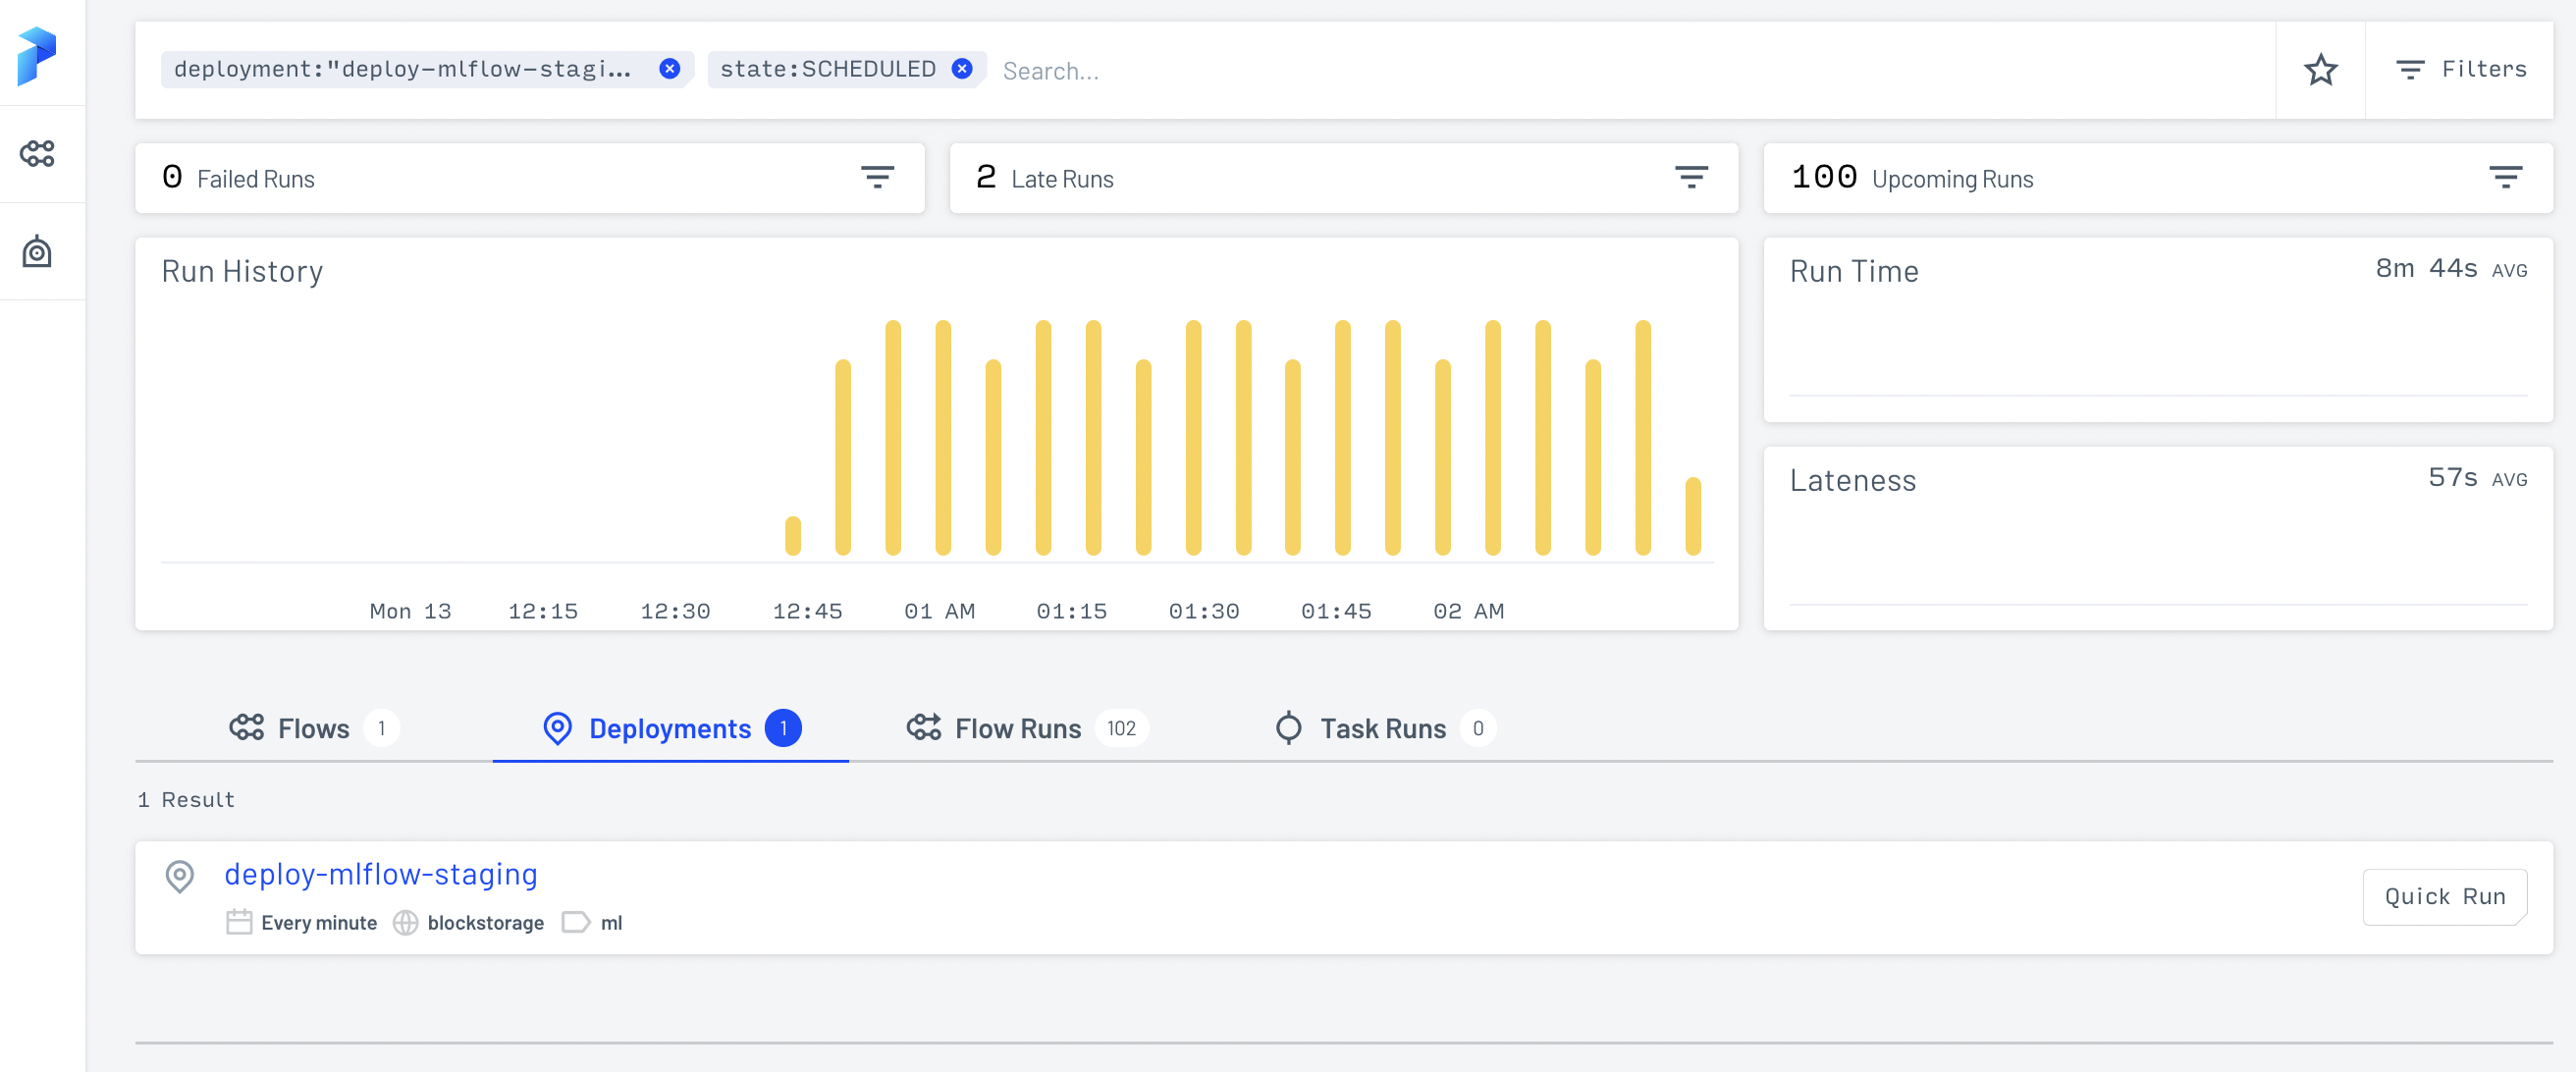 deployment:"deploy-mlflow-stagi... state:SCHEDULED Search... Filters
0 Failed Runs
2 Late Runs
100 Upcoming Runs
Run History
Mon 13 12:15 12:30 12:45 01 AM 01:15 01:30 01:45 02 AM
Run Time 8m 44s AVG
Lateness 57s AVG
Flows 1 Deployments 1 Flow Runs 102 Task Runs 0
1 Result
deploy-mlflow-staging
Every minute blockstorage ml
Quick Run